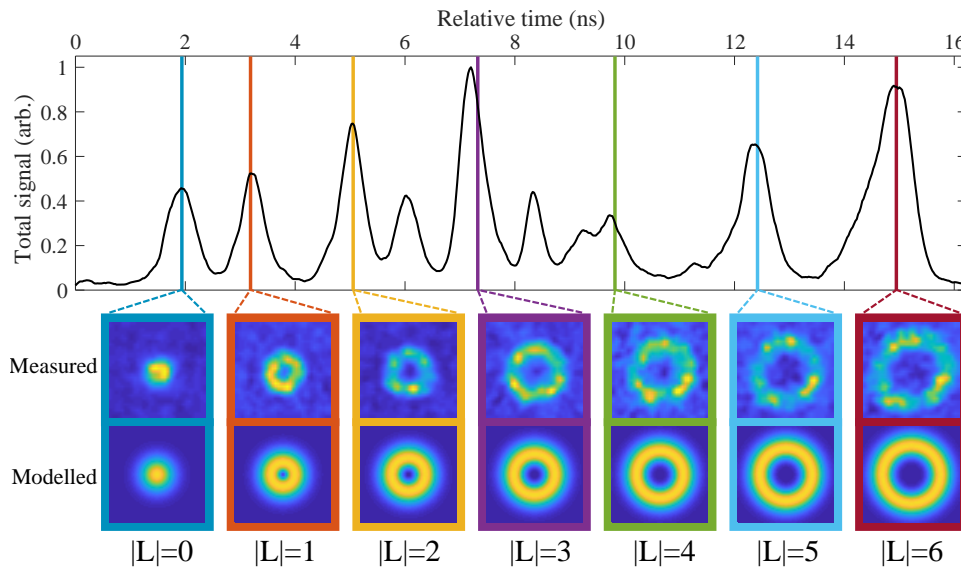 Relative time (ns)
0 2 4 6 8 10 12 14 16
Total signal (arb.)
1
0.8
0.6
0.4
0.2
0
Measured
Modelled
|L|=0 |L|=1 |L|=2 |L|=3 |L|=4 |L|=5 |L|=6